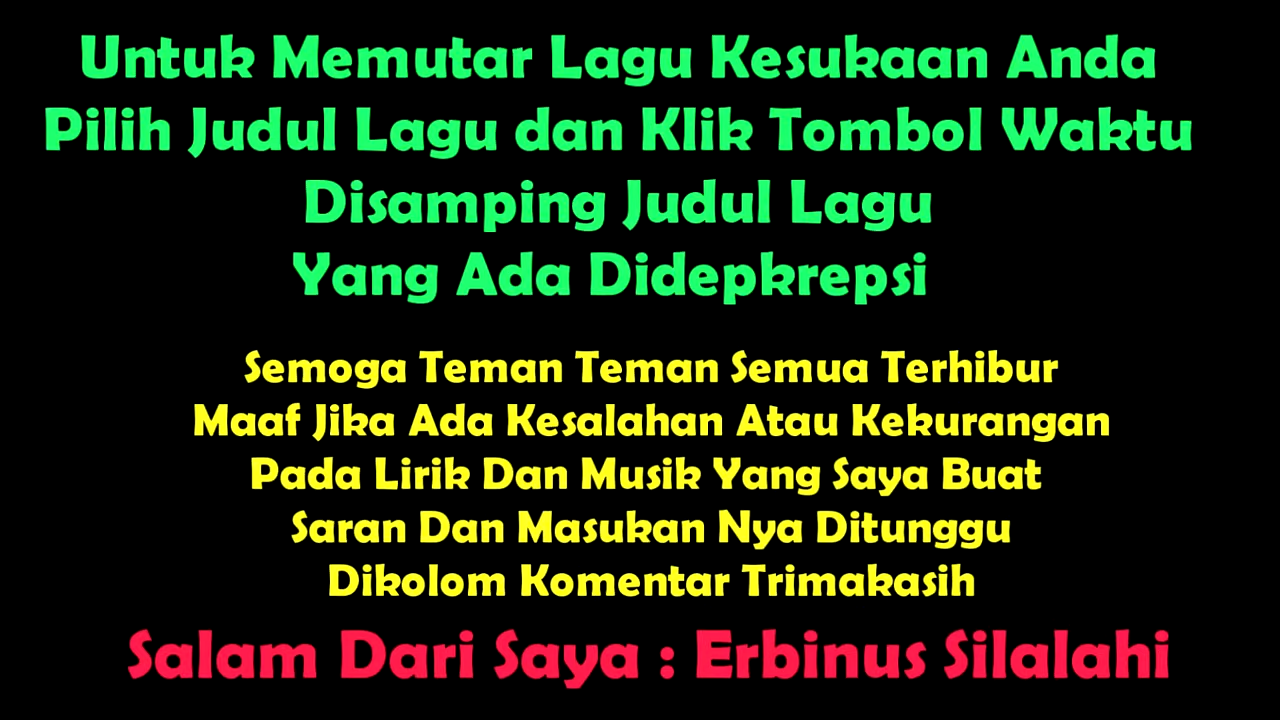 Untuk Memutar Lagu Kesukaan Anda
Pilih Judul Lagu dan Klik Tombol Waktu
Disamping Judul Lagu
Yang Ada Didepkrepsi
Semoga Teman Teman Semua Terhibur
Maaf Jika Ada Kesalahan Atau Kekurangan
Pada Lirik Dan Musik Yang Saya Buat
Saran Dan Masukan Nya Ditunggu
Dikolom Komentar Trimakasih
Salam Dari Saya : Erbinus Silalahi